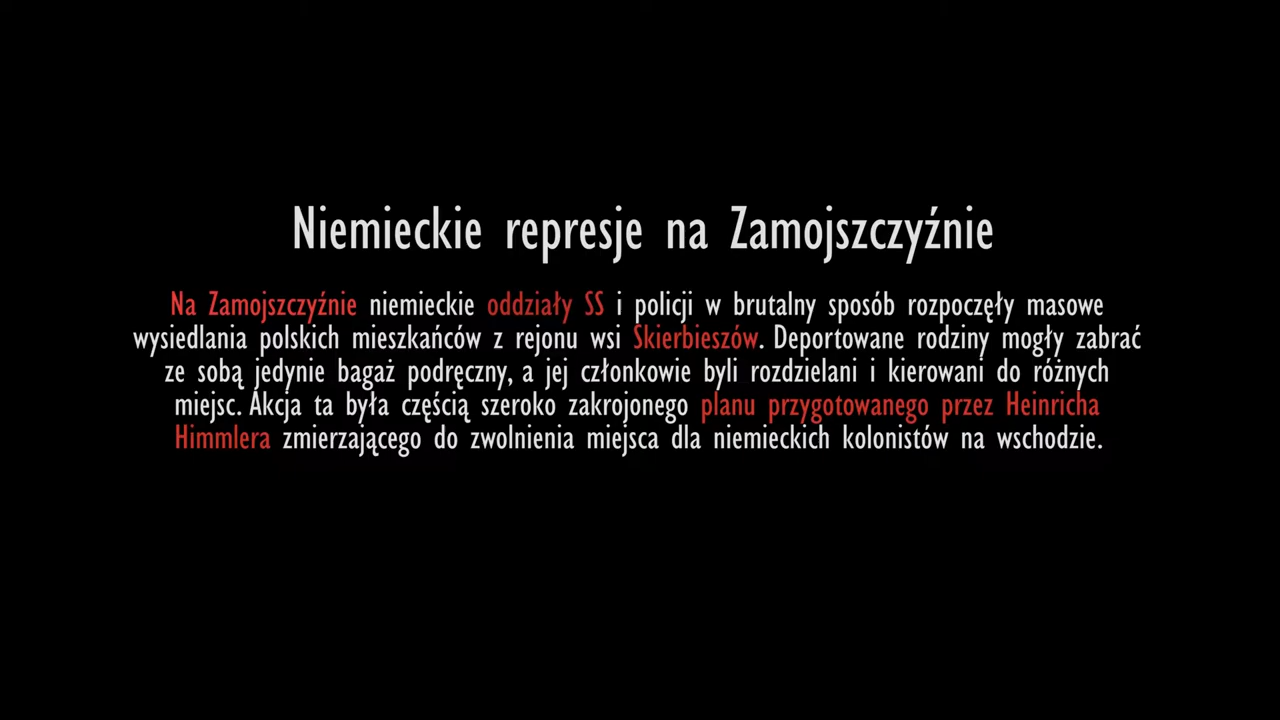 Niemieckie represje na Zamojszczyźnie
Na Zamojszczyźnie niemieckie oddziały SS i policji w brutalny sposób rozpoczęły masowe
wysiedlania polskich mieszkańców z rejonu wsi Skierbieszów. Deportowane rodziny mogły zabrać
ze sobą jedynie bagaż podręczny, a jej członkowie byli rozdzielani i kierowani do różnych
miejsc. Akcja ta była częścią szeroko zakrojonego planu przygotowanego przez Heinricha
Himmlera zmierzającego do zwolnienia miejsca dla niemieckich kolonistów na wschodzie.